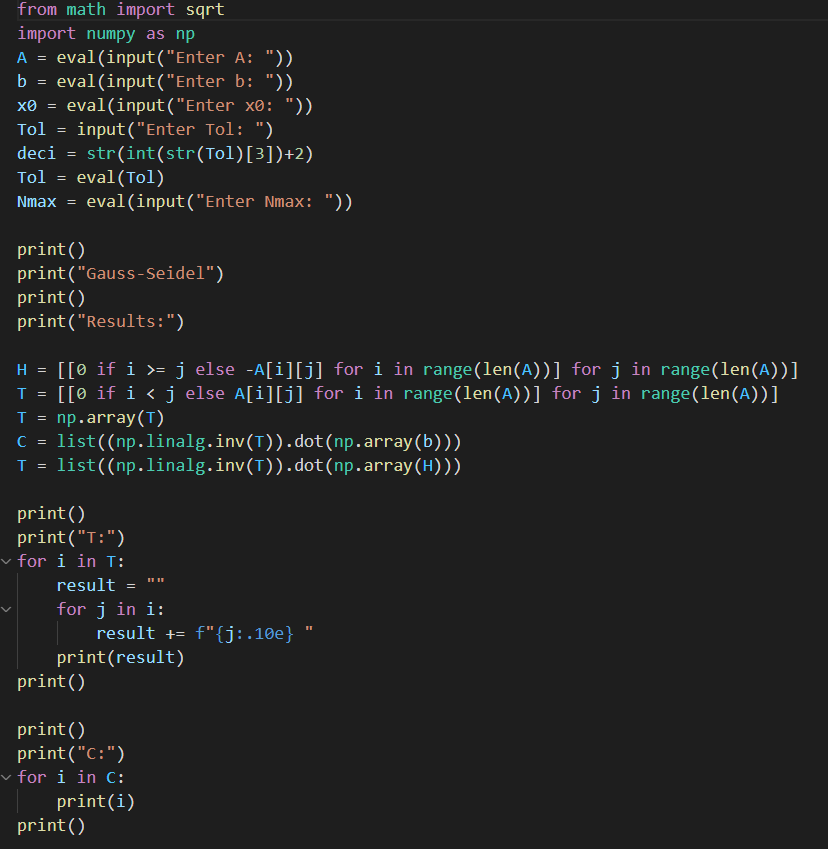 from math import sqrt
import numpy as np
A = eval(input("Enter A: "))
b = eval(input("Enter b: "))
x0 = eval(input("Enter x0: "))
Tol = input("Enter Tol: ")
deci = str(int(str(Tol)[3])+2)
Tol = eval(Tol)
Nmax = eval(input("Enter Nmax: "))

print()
print("Gauss-Seidel")
print()
print("Results:")

H = [[0 if i >= j else -A[i][j] for i in range(len(A))] for j in range(len(A))]
T = [[0 if i < j else A[i][j] for i in range(len(A))] for j in range(len(A))]
T = np.array(T)
C = list((np.linalg.inv(T)).dot(np.array(b)))
T = list((np.linalg.inv(T)).dot(np.array(H)))

print()
print("T:")
for i in T:
    result = ""
    for j in i:
        result += f"{j:.10e} "
    print(result)
print()

print()
print("C:")
for i in C:
    print(i)
print()